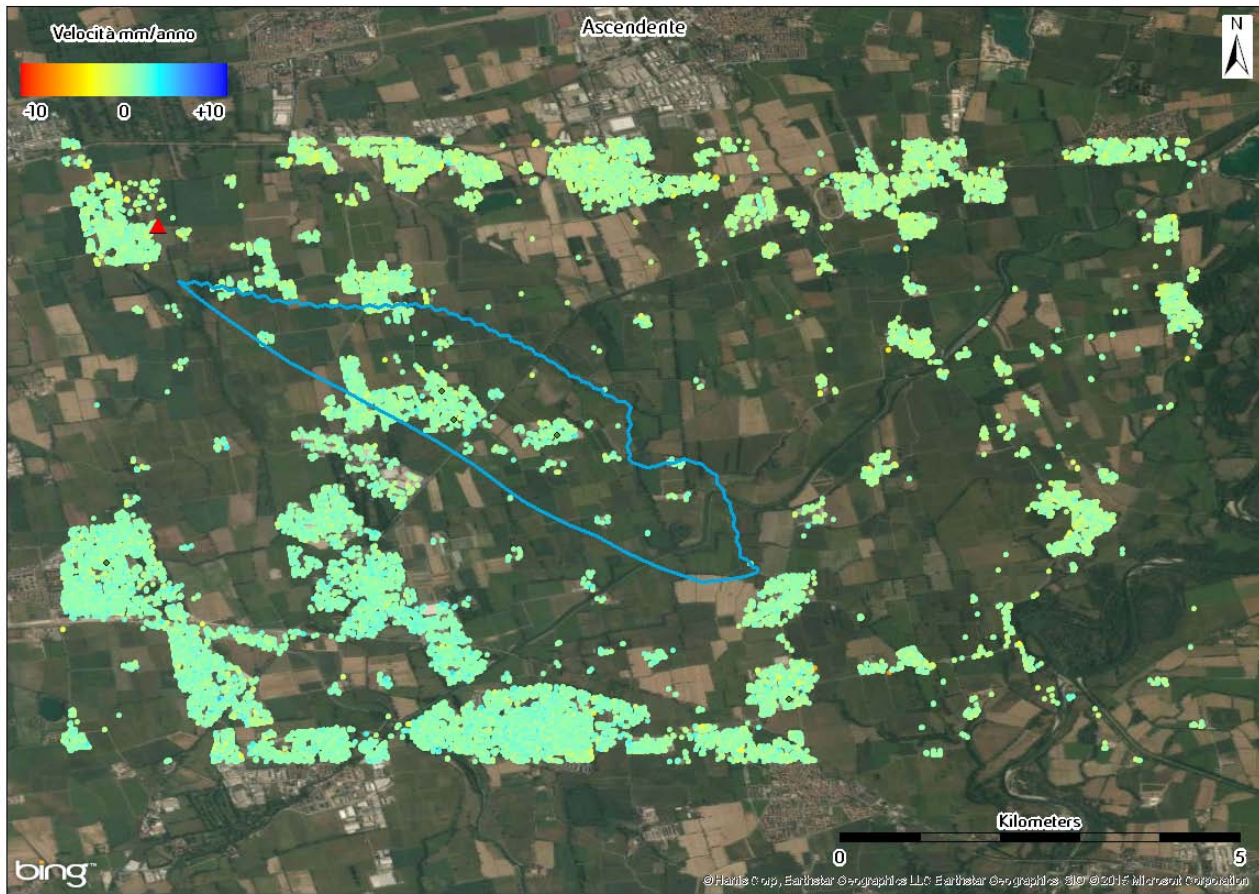 Velocità mm/anno
Ascendente
N
-10 0 +10
Kilometers
0 5
bing™
© Harris Corp, Earthstar Geographics LLC Earthstar Geographics SIO © 2015 Microsoft Corporation